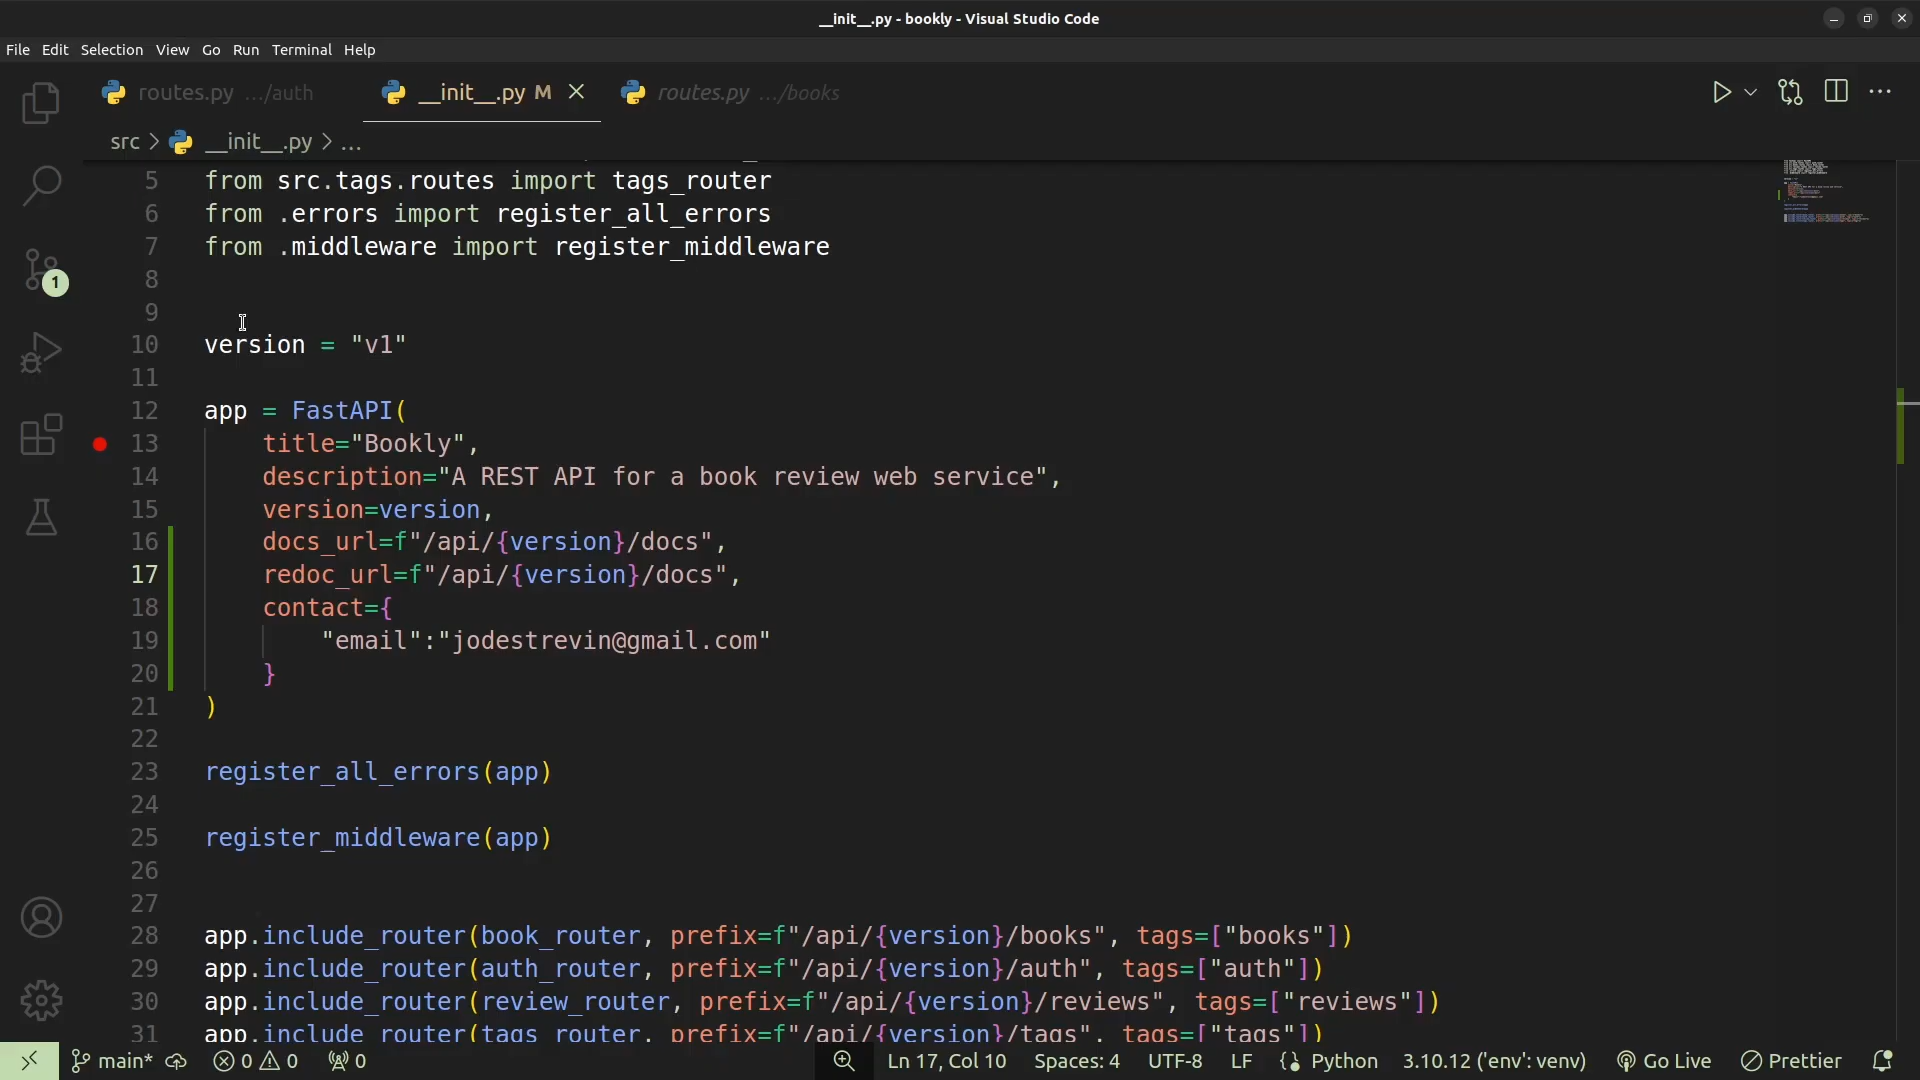 __init__.py - bookly - Visual Studio Code
File Edit Selection View Go Run Terminal Help
routes.py .../auth __init__.py M routes.py .../books
src > __init__.py > ...
5 from src.tags.routes import tags_router
6 from .errors import register_all_errors
7 from .middleware import register_middleware
8
9
10 version = "v1"
11
12 app = FastAPI(
13 title="Bookly",
14 description="A REST API for a book review web service",
15 version=version,
16 docs_url=f"/api/{version}/docs",
17 redoc_url=f"/api/{version}/docs",
18 contact={
19 "email":"jodestrevin@gmail.com"
20 }
21 )
22
23 register_all_errors(app)
24
25 register_middleware(app)
26
27
28 app.include_router(book_router, prefix=f"/api/{version}/books", tags=["books"])
29 app.include_router(auth_router, prefix=f"/api/{version}/auth", tags=["auth"])
30 app.include_router(review_router, prefix=f"/api/{version}/reviews", tags=["reviews"])
31 app.include_router(tags_router, prefix=f"/api/{version}/tags", tags=["tags"])
1
main* 0 0 0 Ln 17, Col 10 Spaces: 4 UTF-8 LF Python 3.10.12 ('env': venv) Go Live Prettier